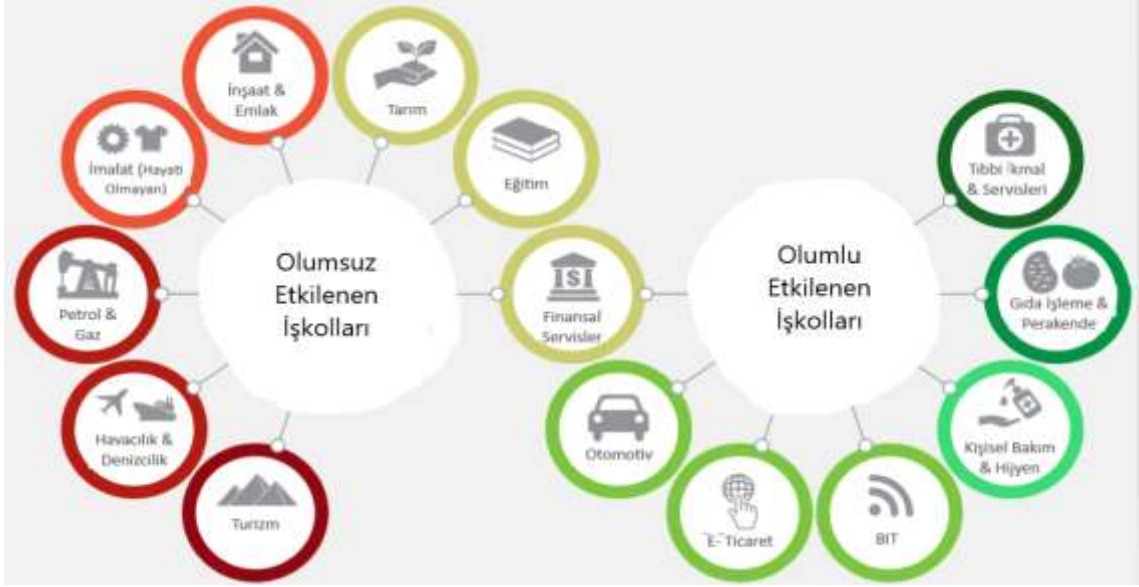 İnşaat &
Emlak
Tarım
İmalat (Hayati
Olmayan)
Eğitim
Petrol &
Gaz
Olumsuz
Etkilenen
İşkolları
$
Finansal
Servisler
Havacılık &
Denizcilik
Turizm
Olumlu
Etkilenen
İşkolları
Tıbbi İkmal
& Servisleri
Gıda İşleme &
Perakende
Kişisel Bakım
& Hijyen
Otomotiv
E- Ticaret
BIT